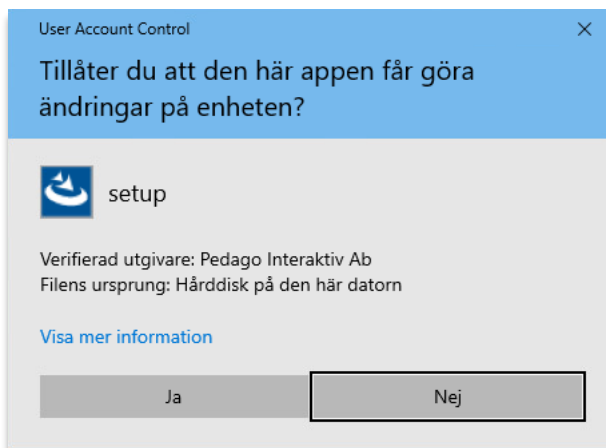 User Account Control
Tillåter du att den här appen får göra
ändringar på enheten?
setup
Verifierad utgivare: Pedago Interaktiv Ab
Filens ursprung: Hårddisk på den här datorn
Visa mer information
Ja
Nej